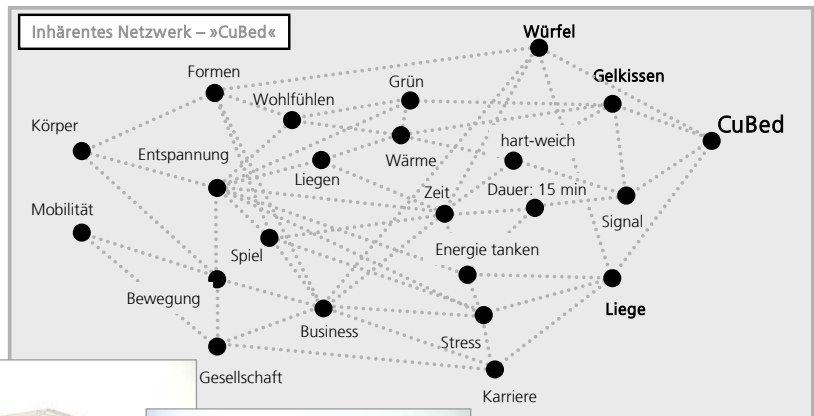 Inhärentes Netzwerk – »CuBed«
Würfel
Formen
Grün
Gelkissen
Wohlfühlen
Körper
CuBed
Entspannung
Wärme
hart-weich
Liegen
Zeit
Dauer: 15 min
Mobilität
Signal
Spiel
Energie tanken
Bewegung
Liege
Business
Stress
Gesellschaft
Karriere